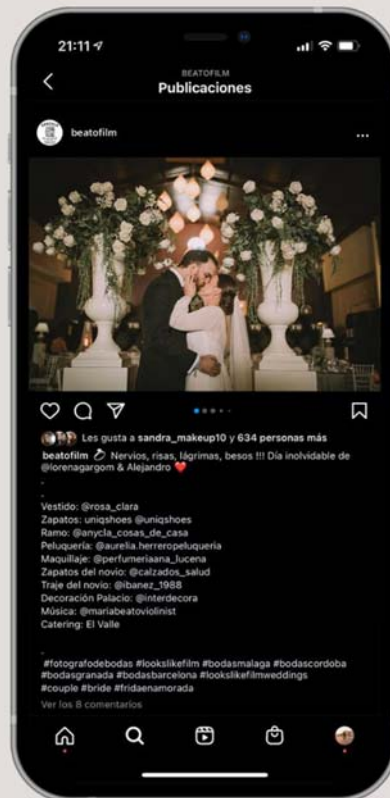 21:11
BEATOFILM
Publicaciones
beatofilm
Les gusta a sandra_makeup10 y 634 personas más
beatofilm Nervios, risas, lágrimas, besos !!! Día inolvidable de
@lorenagargom & Alejandro ❤️
.
.
Vestido: @rosa_clara
Zapatos: uniqshoes @uniqshoes
Ramo: @anycla_cosas_de_casa
Peluquería: @aurelia.herreropeluqueria
Maquillaje: @perfumeriaana_lucena
Zapatos del novio: @calzados_salud
Traje del novio: @ibanez_1988
Decoración Palacio: @interdecora
Música: @mariabeatoviolinist
Catering: El Valle
.
#fotografodebodas #lookslikefilm #bodasmalaga #bodascordoba
#bodasgranada #bodasbarcelona #lookslikefilmweddings
#couple #bride #fridaenamorada
Ver los 8 comentarios